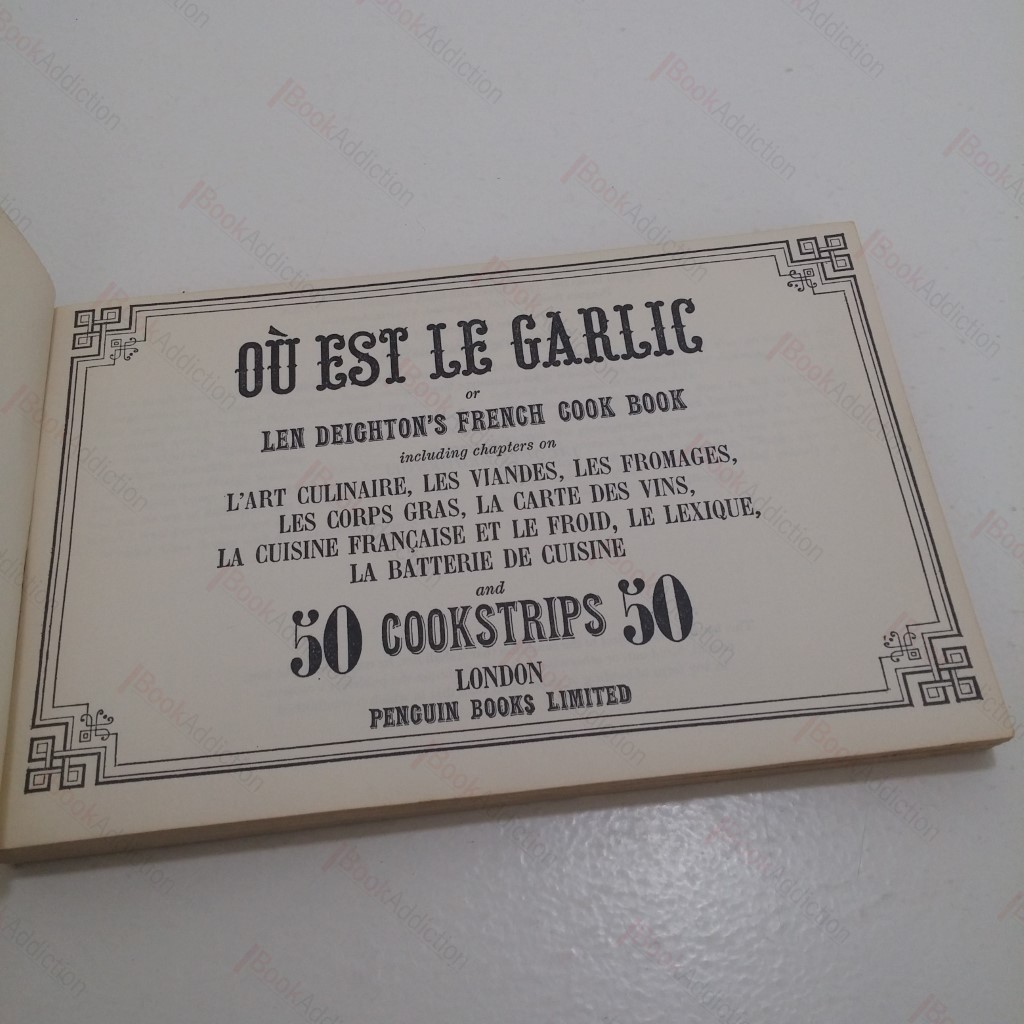 OÙ EST LE GARLIC
or
LEN DEIGHTON'S FRENCH COOK BOOK
including chapters on
L'ART CULINAIRE, LES VIANDES, LES FROMAGES,
LES CORPS GRAS, LA CARTE DES VINS,
LA CUISINE FRANÇAISE ET LE FROID, LE LEXIQUE,
LA BATTERIE DE CUISINE
and
50 COOKSTRIPS 50
LONDON
PENGUIN BOOKS LIMITED
BookAddiction